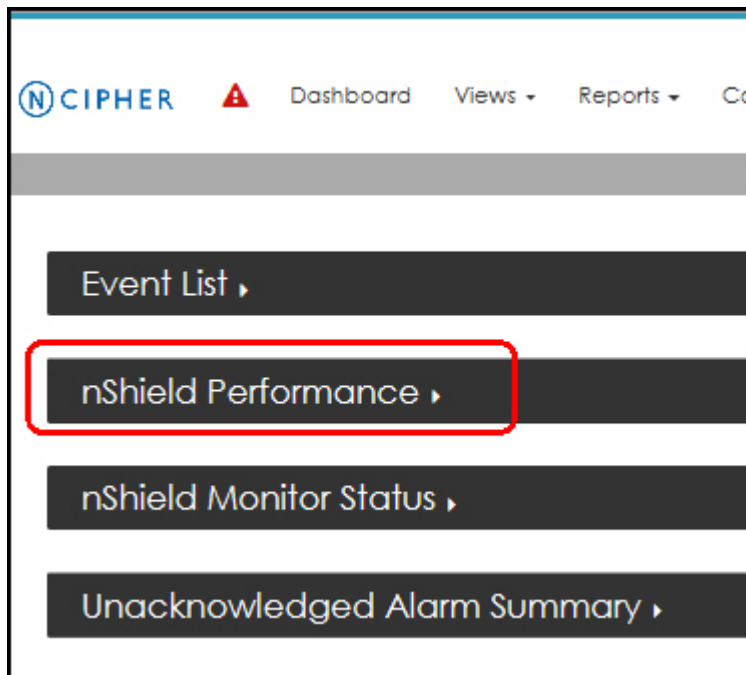 NCIPHER Dashboard Views Reports
Event List
nShield Performance
nShield Monitor Status
Unacknowledged Alarm Summary